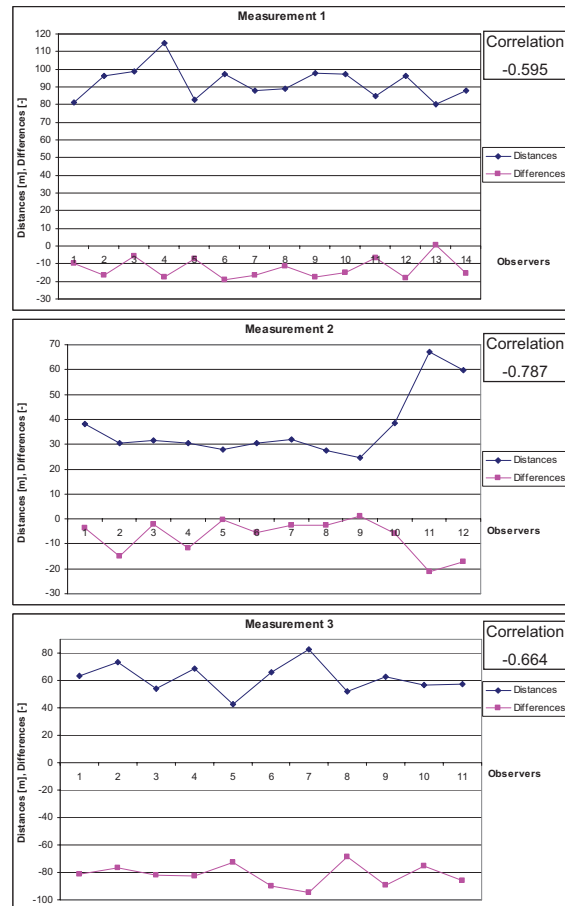 Measurement 1
Correlation
-0.595
Distances
Differences
Distances [m], Differences [-]
120
110
100
90
80
70
60
50
40
30
20
10
0
-10
-20
-30
1 2 3 4 5 6 7 8 9 10 11 12 13 14
Observers
Measurement 2
Correlation
-0.787
Distances
Differences
Distances [m], Differences [-]
70
60
50
40
30
20
10
0
-10
-20
-30
1 2 3 4 5 6 7 8 9 10 11 12
Observers
Measurement 3
Correlation
-0.664
Distances
Differences
Distances [m], Differences [-]
80
60
40
20
0
-20
-40
-60
-80
-100
1 2 3 4 5 6 7 8 9 10 11
Observers